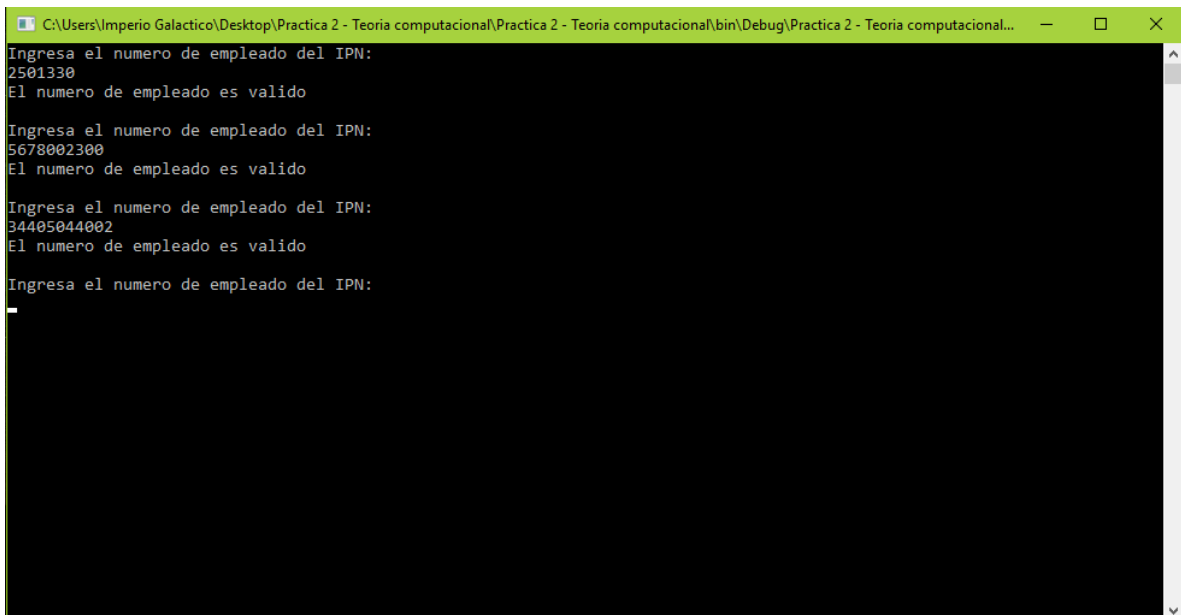 C:\Users\Imperio Galactico\Desktop\Practica 2 - Teoria computacional\Practica 2 - Teoria computacional\bin\Debug\Practica 2 - Teoria computacional...
Ingresa el numero de empleado del IPN:
2501330
El numero de empleado es valido
Ingresa el numero de empleado del IPN:
5678002300
El numero de empleado es valido
Ingresa el numero de empleado del IPN:
34405044002
El numero de empleado es valido
Ingresa el numero de empleado del IPN: